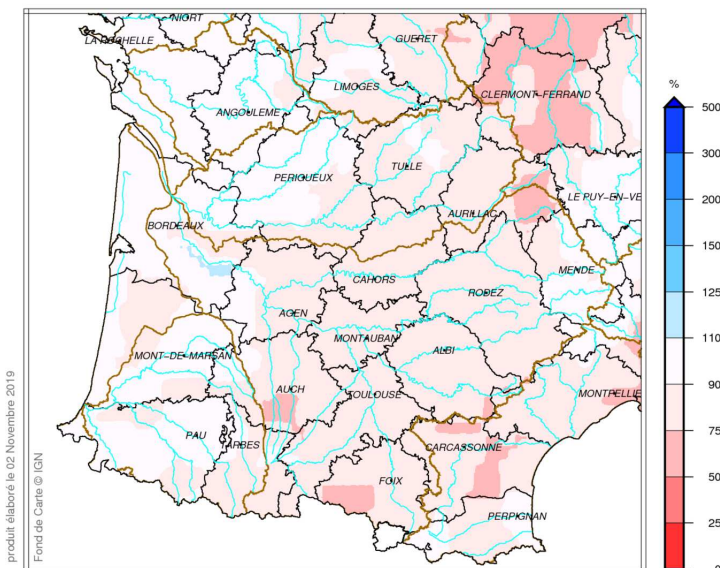 NIORT
LA ROCHELLE
GUERET
LIMOGES
CLERMONT-FERRAND
ANGOULEME
TULLE
PERIGUEUX
LE PUY-EN-VE
AURILLAC
BORDEAUX
MENDE
CAHORS
RODEZ
AGEN
MONTAUBAN
ALBI
MONT-DE-MARSAN
AUCH
TOULOUSE
MONTPELLIE
PAU
TARBES
CARCASSONNE
FOIX
PERPIGNAN
%
500
300
200
150
125
110
90
75
50
25
produit élaboré le 02 Novembre 2019
Fond de Carte © IGN